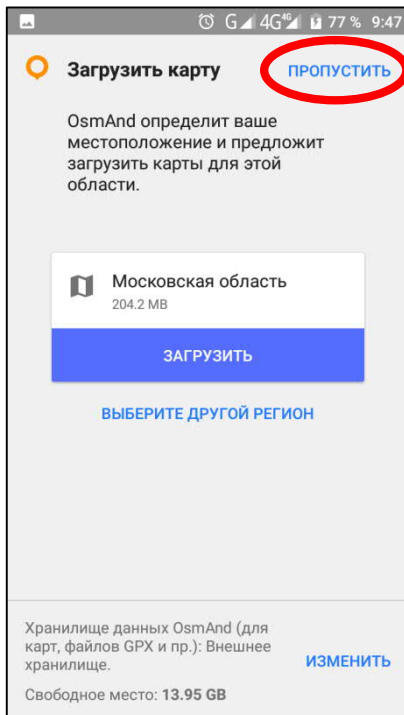 G 4G 4G 77 % 9:47
Загрузить карту ПРОПУСТИТЬ
OsmAnd определит ваше
местоположение и предложит
загрузить карты для этой
области.
Московская область
204.2 MB
ЗАГРУЗИТЬ
ВЫБЕРИТЕ ДРУГОЙ РЕГИОН
Хранилище данных OsmAnd (для
карт, файлов GPX и пр.): Внешнее
хранилище.
ИЗМЕНИТЬ
Свободное место: 13.95 GB